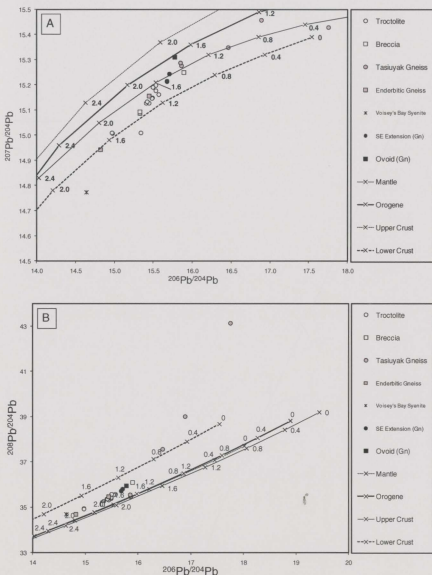 A
15.5
15.4
15.3
15.2
15.1
15.0
14.9
14.8
14.7
14.6
14.5
207Pb/204Pb
14.0
14.5
15.0
15.5
16.0
16.5
17.0
17.5
18.0
206Pb/204Pb
2.0
2.4
2.0
1.6
1.2
2.4
2.0
1.6
1.2
0.8
0.4
2.4
2.0
1.6
1.2
0.8
0.4
0
Troctolite
Breccia
Tasiuyak Gneiss
Enderbitic Gneiss
Voisey's Bay Syenite
SE Extension (Gn)
Ovoid (Gn)
Mantle
Orogene
Upper Crust
Lower Crust
B
43
41
39
37
35
33
208Pb/204Pb
14
15
16
17
18
19
20
206Pb/204Pb
2.0
1.6
1.2
0.8
0.4
0
2.4
2.4
2.0
2.0
1.6
1.6
1.2
1.2
0.8
0.8
0.4
0.4
0
0
0
Troctolite
Breccia
Tasiuyak Gneiss
Enderbitic Gneiss
Voisey's Bay Syenite
SE Extension (Gn)
Ovoid (Gn)
Mantle
Orogene
Upper Crust
Lower Crust